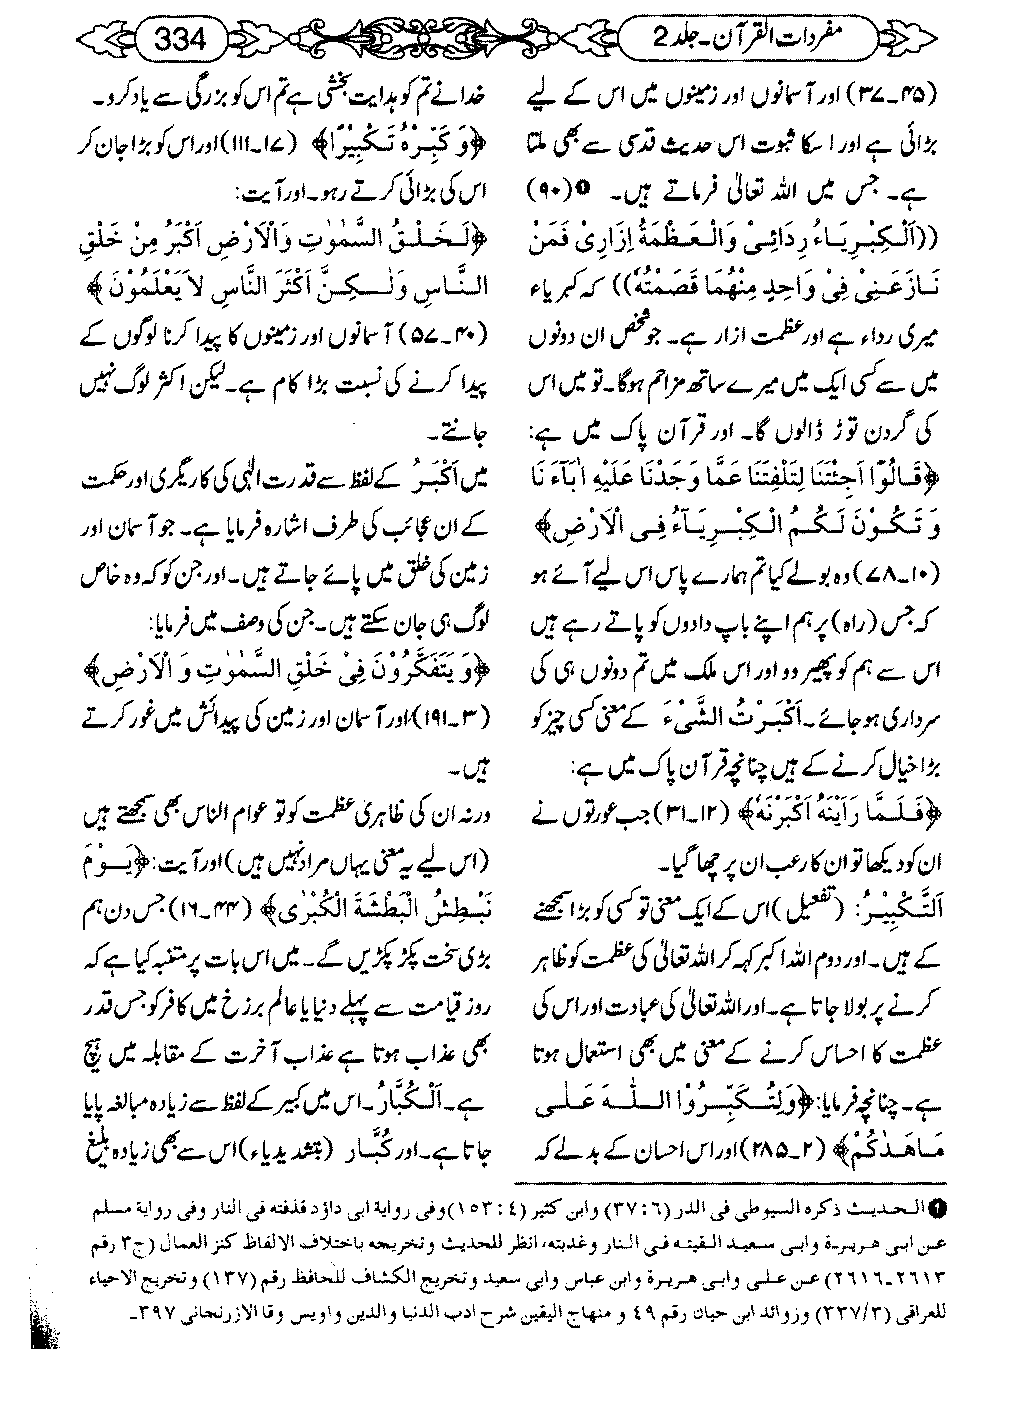 مفردات القرآن۔ جلد 2
334
(۴۵۔۳۷) اور آسمانوں اور زمینوں میں اس کے لیے
بڑائی ہے اور اسکا ثبوت اس حدیث قدسی سے بھی ملتا
ہے۔ جس میں اللہ تعالیٰ فرماتے ہیں۔ ❶(۹۰)
((اَلْكِبْرِيَاءُ رِدَائِىْ وَالْعَظَمَةُ اِزَارِىْ فَمَنْ
نَازَعَنِىْ فِىْ وَاحِدٍ مِنْهُمَا قَصَمْتُهُ)) کہ کبریاء
میری رداء ہے اور عظمت ازار ہے۔ جو شخص ان دونوں
میں سے کسی ایک میں میرے ساتھ مزاحم ہوگا۔ تو میں اس
کی گردن توڑ ڈالوں گا۔ اور قرآن پاک میں ہے:
﴿قَالُوْا اَجِئْتَنَا لِتَلْفِتَنَا عَمَّا وَجَدْنَا عَلَيْهِ اٰبَآءَنَا
وَتَكُوْنَ لَكُمُ الْكِبْرِيَآءُ فِى الْاَرْضِ﴾
(۱۰۔۷۸) وہ بولے کیا تم ہمارے پاس اس لیے آئے ہو
کہ جس (راہ) پر ہم اپنے باپ دادوں کو پاتے رہے ہیں
اس سے ہم کو پھیر دو اور اس ملک میں تم دونوں ہی کی
سرداری ہو جائے۔ اَكْبَرْتُ الشَّىْءَ کے معنی کسی چیز کو
بڑا خیال کرنے کے ہیں چنانچہ قرآن پاک میں ہے:
﴿فَلَمَّا رَاَيْنَهٗ اَكْبَرْنَهٗ﴾ (۱۲۔۳۱) جب عورتوں نے
ان کو دیکھا تو ان کا رعب ان پر چھا گیا۔
اَلتَّكْبِيْرُ: (تفعیل) اس کے ایک معنی تو کسی کو بڑا سمجھنے
کے ہیں۔ اور دوم اللہ اکبر کہہ کر اللہ تعالیٰ کی عظمت کو ظاہر
کرنے پر بولا جاتا ہے۔ اور اللہ تعالیٰ کی عبادت اور اس کی
عظمت کا احساس کرنے کے معنی میں بھی استعمال ہوتا
ہے۔ چنانچہ فرمایا: ﴿وَلِتُكَبِّرُوْا اللّٰهَ عَلٰى
مَاهَدٰكُمْ﴾ (۲۔۲۸۵) اور اس احسان کے بدلے کہ
خدا نے تم کو ہدایت بخشی ہے تم اس کو بزرگی سے یاد کرو۔
﴿وَ كَبِّرْهُ تَكْبِيْرًا﴾ (۱۷۔۱۱۱) اور اس کو بڑا جان کر
اس کی بڑائی کرتے رہو۔ اور آیت:
﴿لَخَلْقُ السَّمٰوٰتِ وَالْاَرْضِ اَكْبَرُ مِنْ خَلْقِ
النَّاسِ وَلٰكِنَّ اَكْثَرَ النَّاسِ لَا يَعْلَمُوْنَ﴾
(۴۰۔۵۷) آسمانوں اور زمینوں کا پیدا کرنا لوگوں کے
پیدا کرنے کی نسبت بڑا کام ہے۔ لیکن اکثر لوگ نہیں
جانتے۔
میں اَكْبَرُ کے لفظ سے قدرت الٰہی کی کاریگری اور حکمت
کے ان عجائب کی طرف اشارہ فرمایا ہے۔ جو آسمان اور
زمین کی خلق میں پائے جاتے ہیں۔ اور جن کو کہ وہ خاص
لوگ ہی جان سکتے ہیں۔ جن کی وصف میں فرمایا:
﴿وَيَتَفَكَّرُوْنَ فِىْ خَلْقِ السَّمٰوٰتِ وَ الْاَرْضِ﴾
(۳۔۱۹۱) اور آسمان اور زمین کی پیدائش میں غور کرتے
ہیں۔
ورنہ ان کی ظاہری عظمت کو تو عوام الناس بھی سمجھتے ہیں
(اس لیے یہ معنی یہاں مراد نہیں ہیں) اور آیت: ﴿يَوْمَ
نَبْطِشُ الْبَطْشَةَ الْكُبْرٰى﴾ (۴۴۔۱۶) جس دن ہم
بڑی سخت پکڑ پکڑیں گے۔ میں اس بات پر متنبہ کیا ہے کہ
روز قیامت سے پہلے دنیا یا عالم برزخ میں کافر کو جس قدر
بھی عذاب ہوتا ہے عذاب آخرت کے مقابلہ میں ہیچ
ہے۔ اَلْكُبَّارُ۔ اس میں کبیر کے لفظ سے زیادہ مبالغہ پایا
جاتا ہے۔ اور كُبَّار (بتشدید باء) اس سے بھی زیادہ بلیغ
❶ الحديث ذكره السيوطى فى الدر (٦:٣٧) وابن كثير (٤:١٥٣) وفى رواية ابى داؤد قذفته فى النار وفى رواية مسلم
عن ابى هريرة وابى سعيد القيته فى النار وعذبته، انظر للحديث وتخريجه باختلاف الالفاظ كنز العمال (ج٣ رقم
٢٦١٣۔٢٦١٦) عن على وابى هريرة وابن عباس وابى سعيد وتخريج الكشاف للحافظ رقم (١٣٧) وتخريج الاحياء
للعراقى (٣/٣٣٧) وزوائد ابن حبان رقم ٤٩ و منهاج اليقين شرح ادب الدنيا والدين واويس وقا الازرنجانى ٣٩٧۔